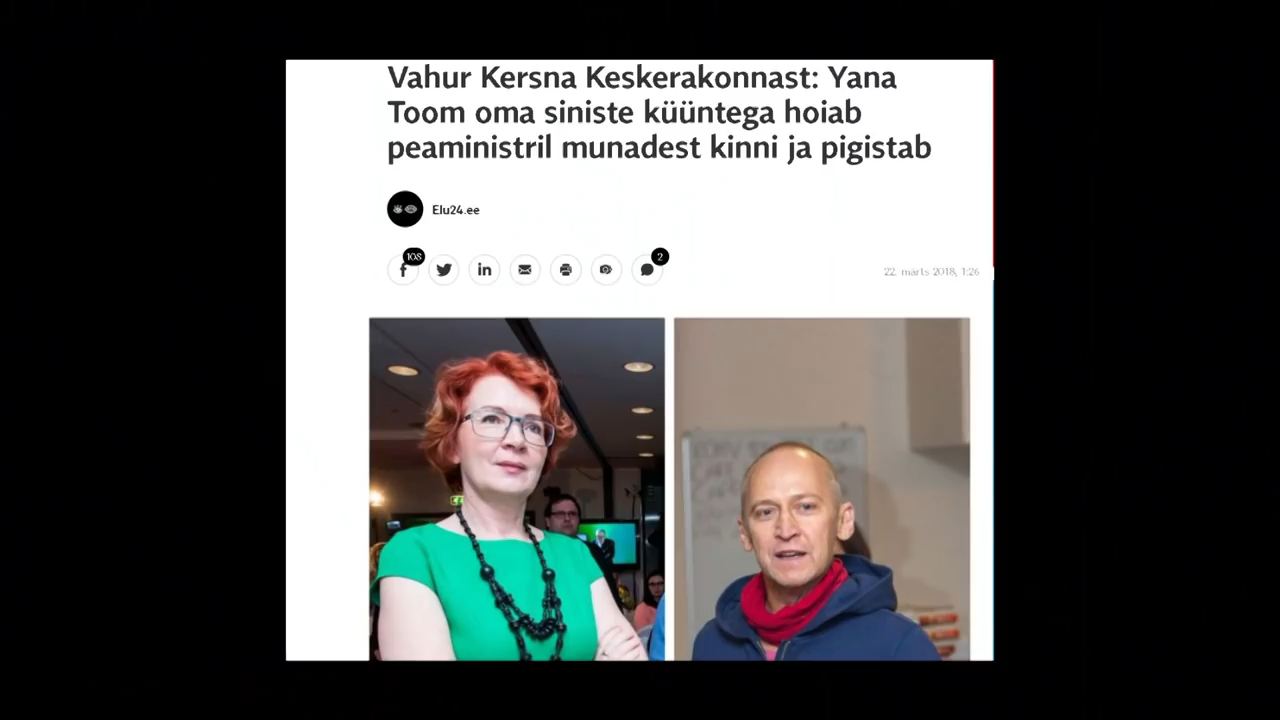 Vahur Kersna Keskerakonnast: Yana
Toom oma siniste küüntega hoiab
peaministril munadest kinni ja pigistab
Elu24.ee
108
2
22. märts 2018, 1:26